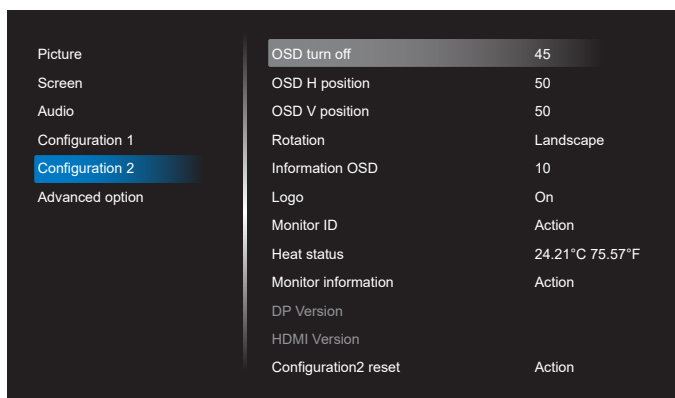 Picture
Screen
Audio
Configuration 1
Configuration 2
Advanced option
OSD turn off 45
OSD H position 50
OSD V position 50
Rotation Landscape
Information OSD 10
Logo On
Monitor ID Action
Heat status 24.21°C 75.57°F
Monitor information Action
DP Version
HDMI Version
Configuration2 reset Action